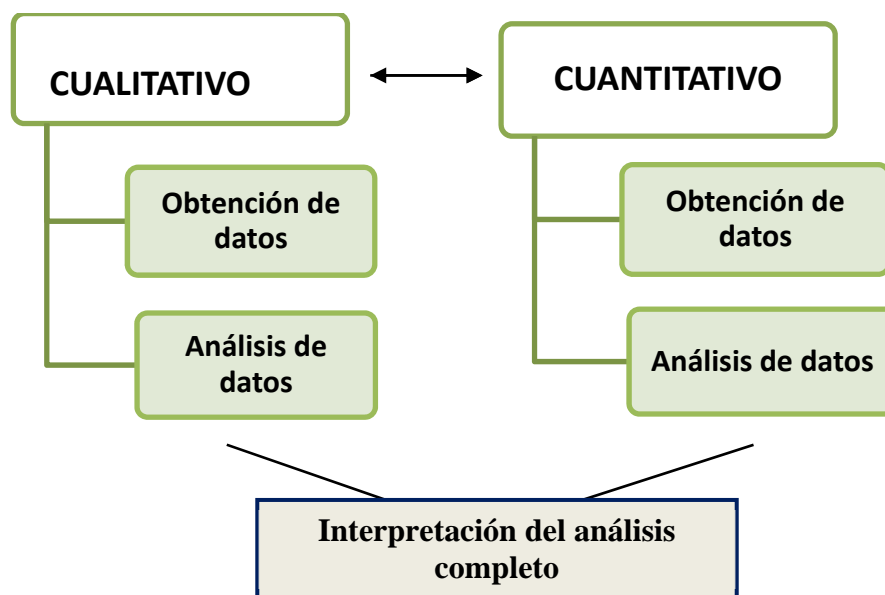 CUALITATIVO
CUANTITATIVO
Obtención de
datos
Obtención de
datos
Análisis de
datos
Análisis de datos
Interpretación del análisis
completo